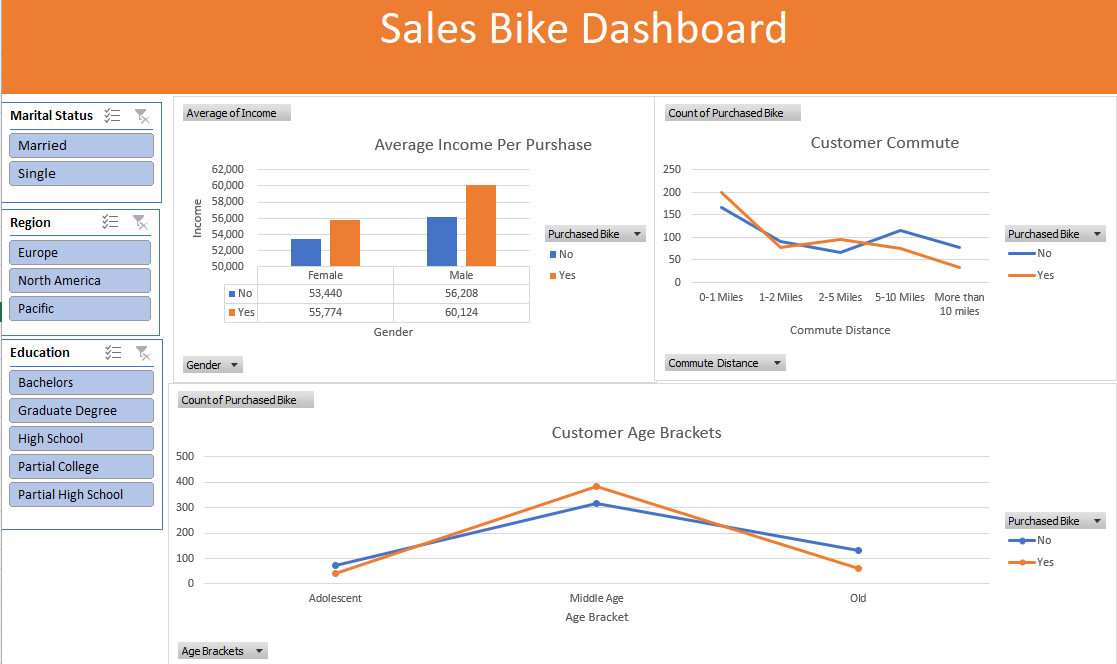 Sales Bike Dashboard
Marital Status
Married
Single
Region
Europe
North America
Pacific
Education
Bachelors
Graduate Degree
High School
Partial College
Partial High School
Average of Income
Average Income Per Purshase
62,000
60,000
58,000
56,000
54,000
52,000
50,000
Income
Female Male
No 53,440 56,208
Yes 55,774 60,124
Gender
Purchased Bike
No
Yes
Gender
Count of Purchased Bike
Customer Commute
250
200
150
100
50
0
0-1 Miles 1-2 Miles 2-5 Miles 5-10 Miles More than
10 miles
Commute Distance
Purchased Bike
No
Yes
Commute Distance
Count of Purchased Bike
Customer Age Brackets
500
400
300
200
100
0
Adolescent Middle Age Old
Age Bracket
Purchased Bike
No
Yes
Age Brackets